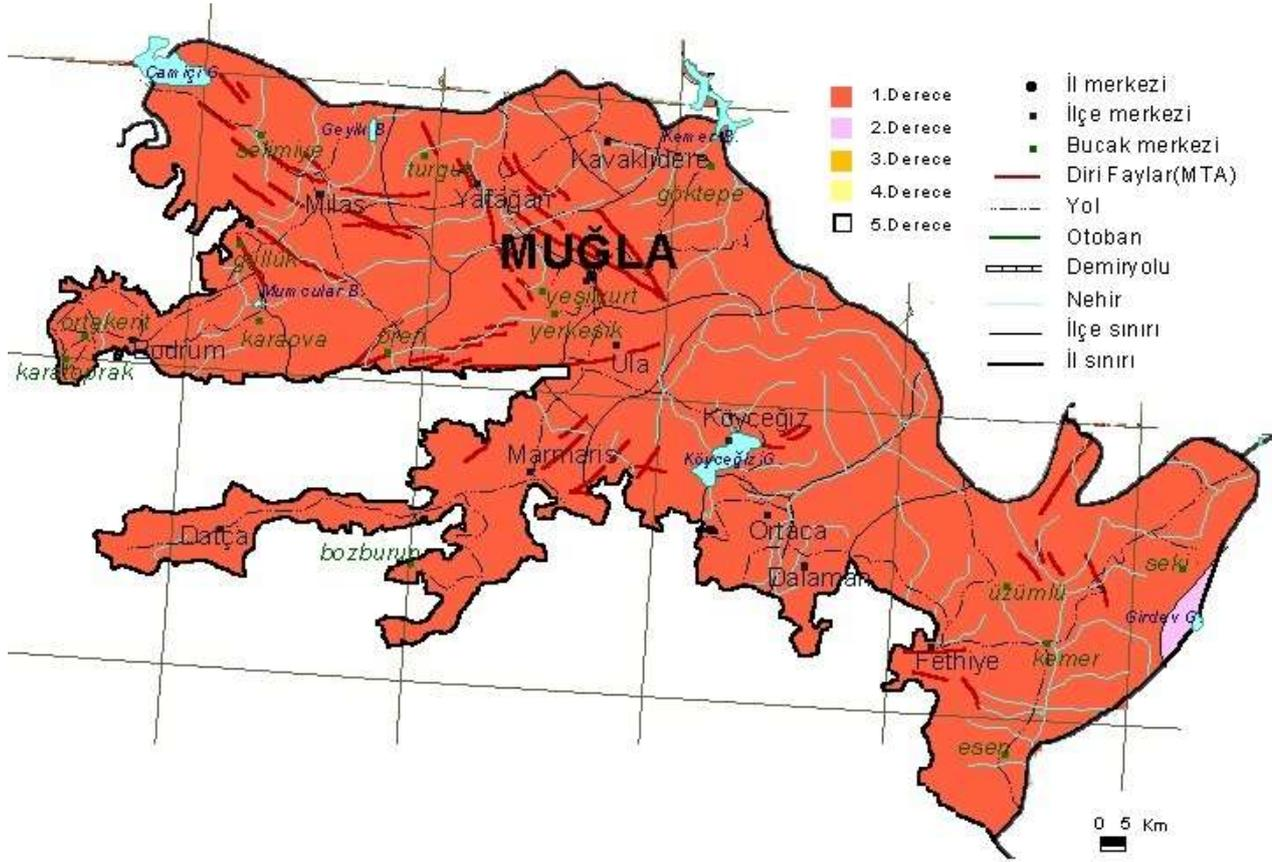 1.Derece
2.Derece
3.Derece
4.Derece
5.Derece
İl merkezi
İlçe merkezi
Bucak merkezi
Diri Faylar(MTA)
Yol
Otoban
Demiryolu
Nehir
İlçe sınırı
İl sınırı
Çamiçi G.
selimiye
Geyik B.
turgut
Kavaklıdere
Kemer B.
göktepe
Milas
Yatağan
MUĞLA
güllük
Mumcular B.
yeşilyurt
yerkesik
karaova
ören
ortakent
Bodrum
karatoprak
Ula
Köyceğiz
Köyceğiz G.
Marmaris
Datça
bozburun
Ortaca
Dalaman
üzümlü
seki
Girdev G.
Fethiye
kemer
esen
0 5 Km